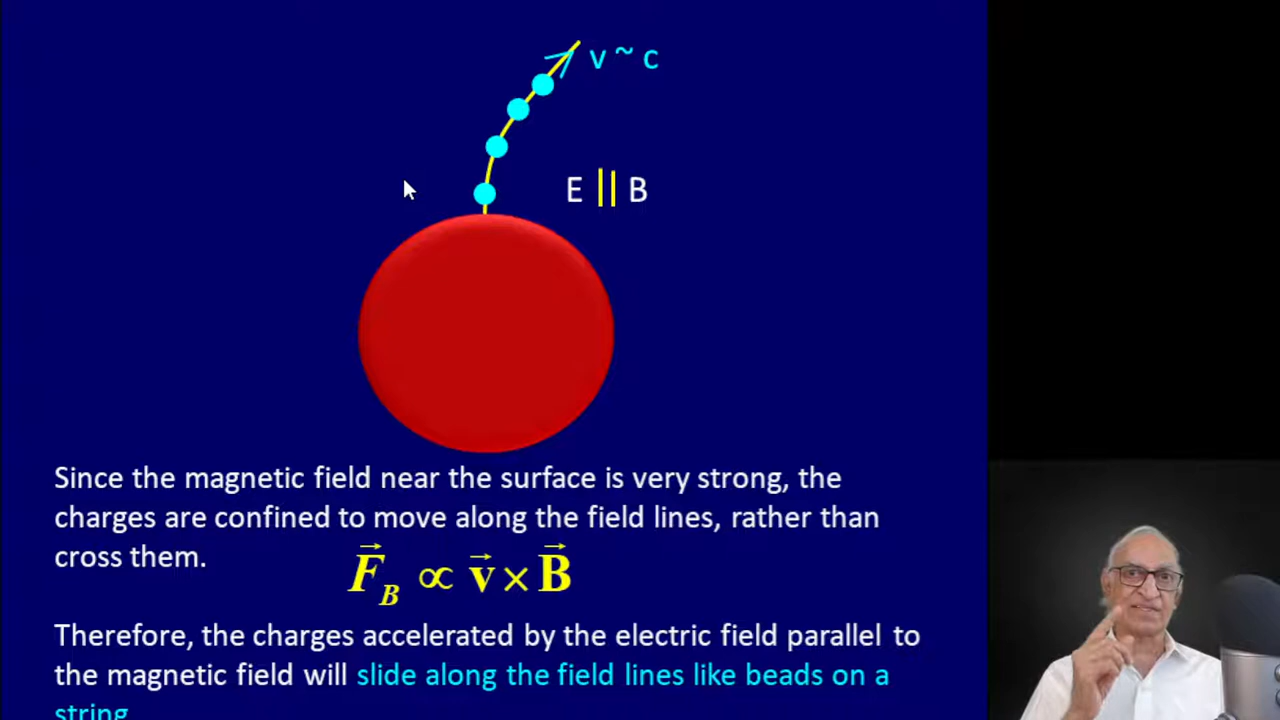 v ~ c
E || B
Since the magnetic field near the surface is very strong, the
charges are confined to move along the field lines, rather than
cross them.
F⃗_B ∝ v⃗ × B⃗
Therefore, the charges accelerated by the electric field parallel to
the magnetic field will slide along the field lines like beads on a
string